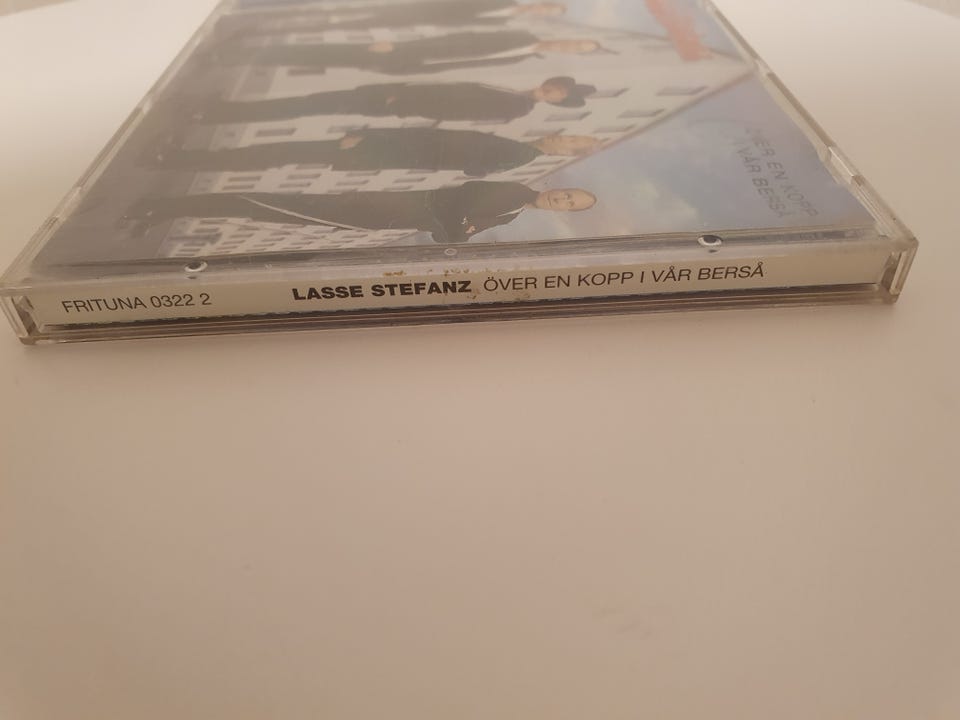 ÖVER EN KOPP
I VÅR BERSÅ
FRITUNA 0322 2 LASSE STEFANZ ÖVER EN KOPP I VÅR BERSÅ